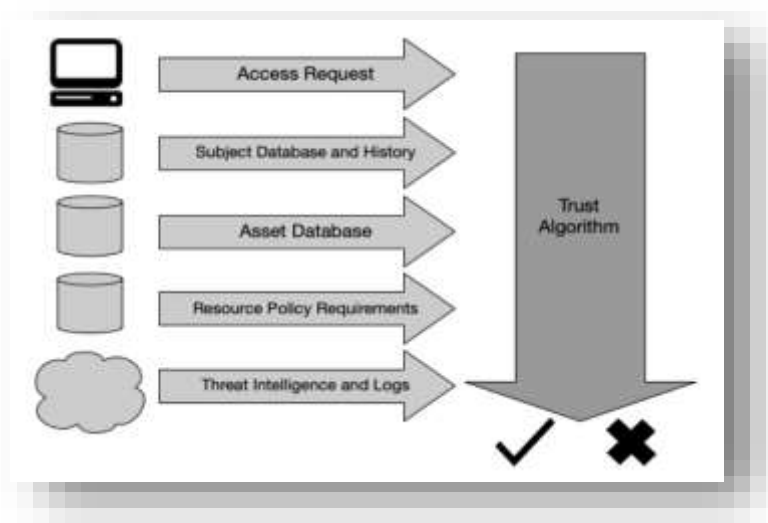 Access Request
Subject Database and History
Asset Database
Resource Policy Requirements
Threat Intelligence and Logs
Trust
Algorithm